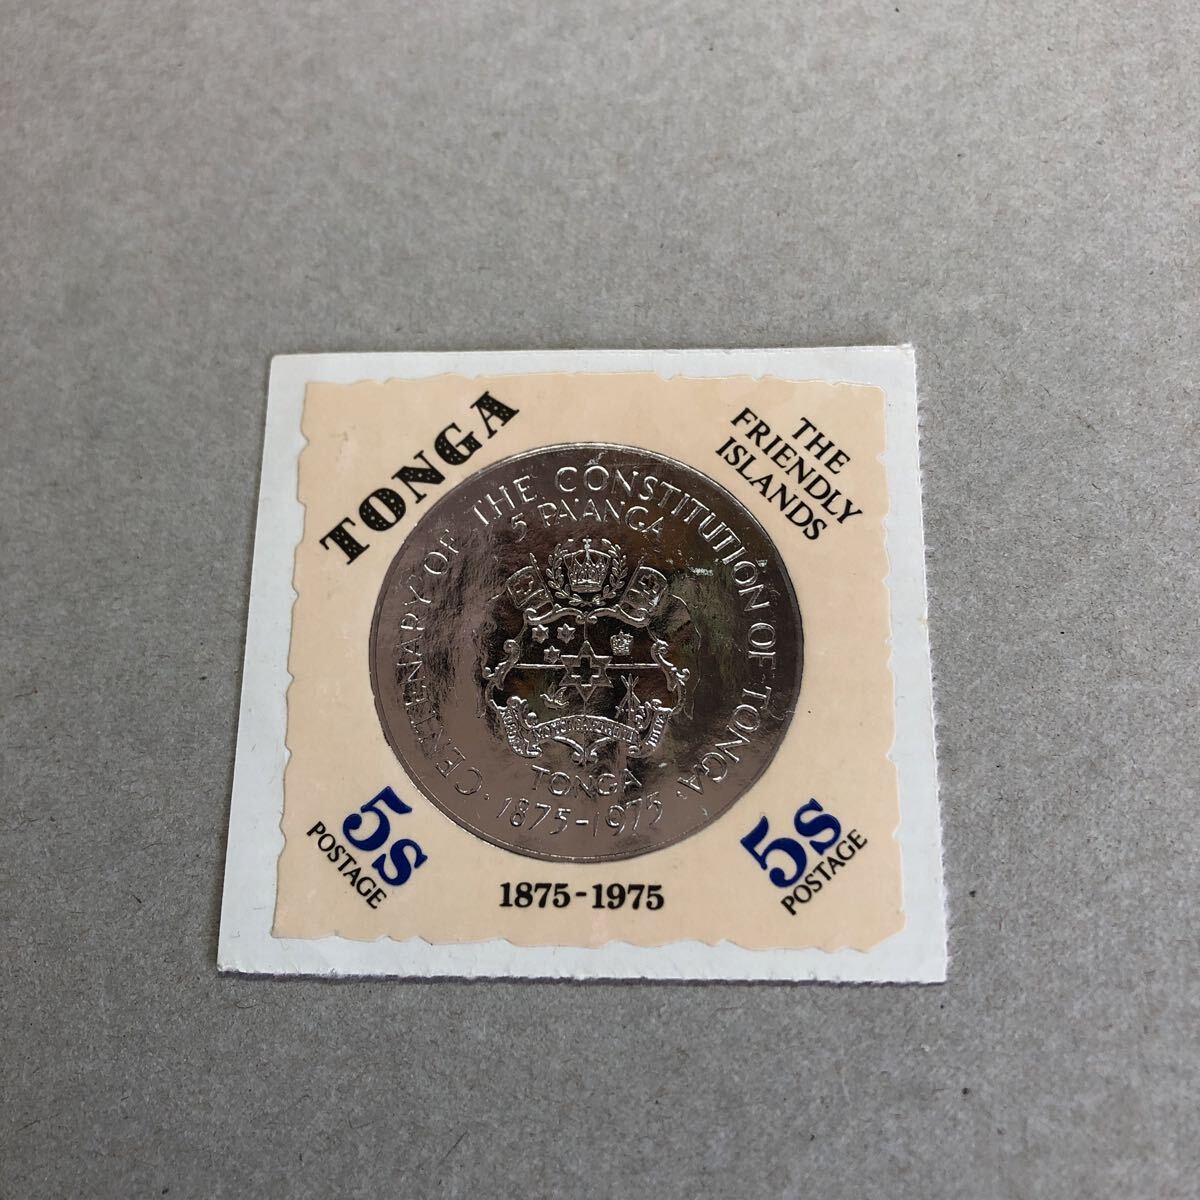 TONGA
THE
FRIENDLY
ISLANDS
· CENTENARY OF THE CONSTITUTION OF TONGA ·
5 PA'ANGA
TONGA
1875-1975
5s
POSTAGE
1875-1975
5s
POSTAGE